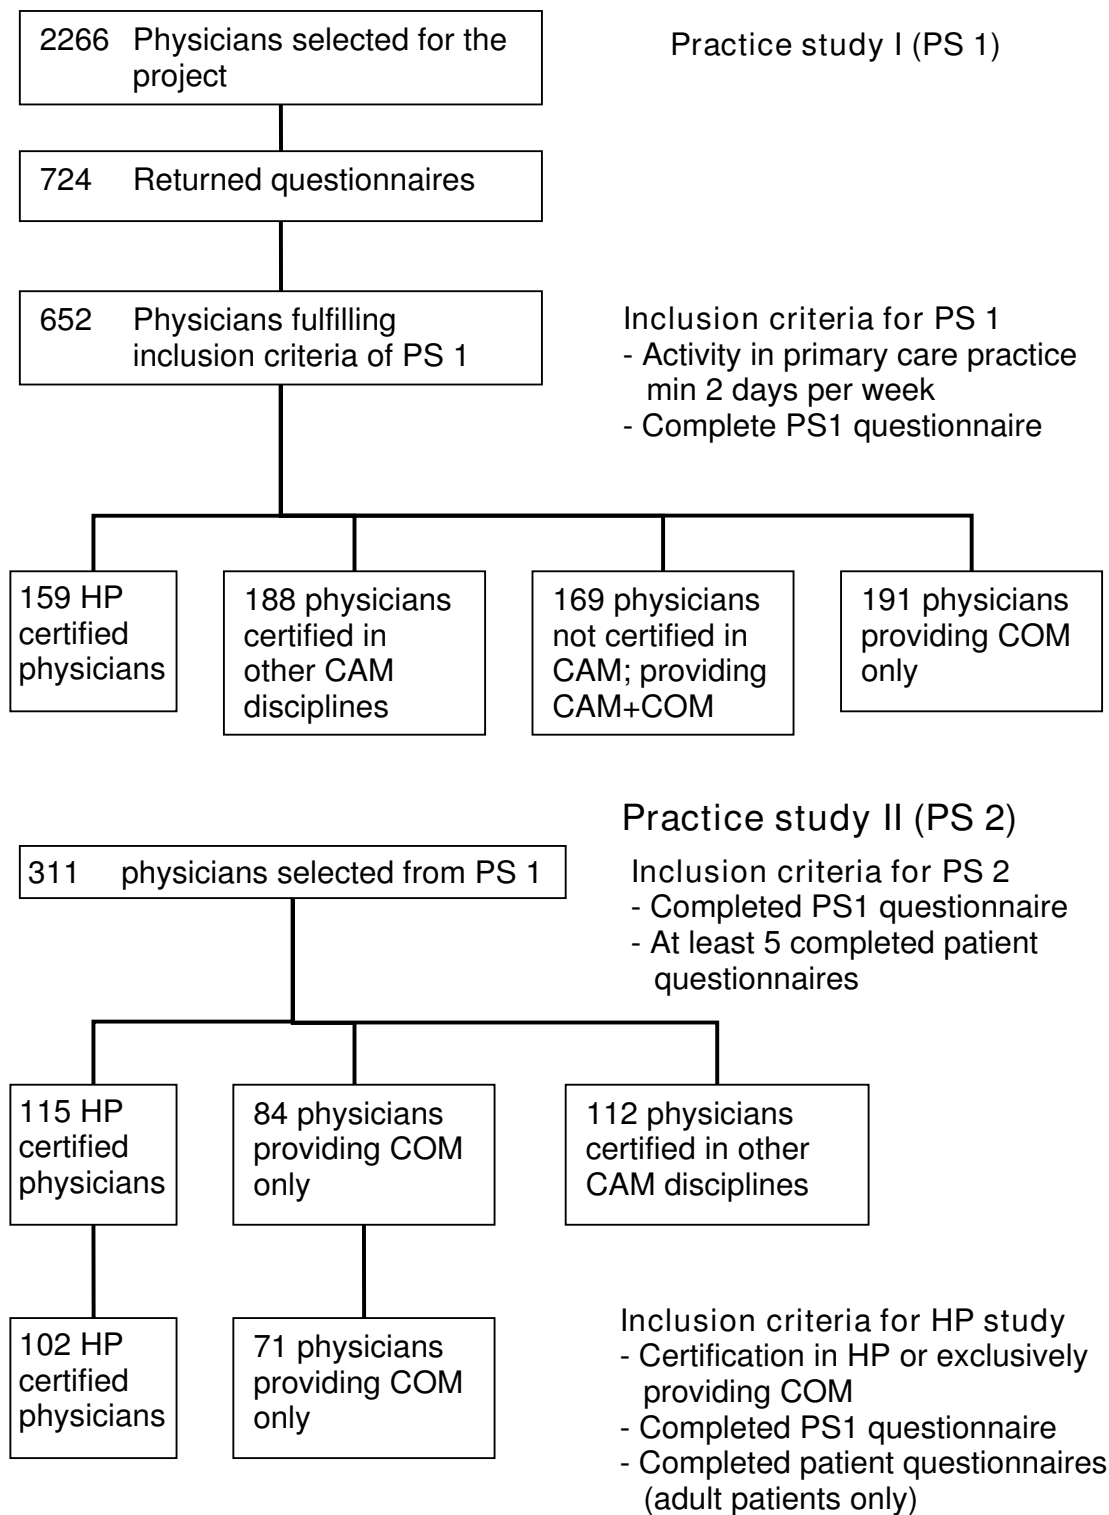 2266 Physicians selected for the
project
Practice study I (PS 1)
724 Returned questionnaires
652 Physicians fulfilling
inclusion criteria of PS 1
Inclusion criteria for PS 1
- Activity in primary care practice
min 2 days per week
- Complete PS1 questionnaire
159 HP
certified
physicians
188 physicians
certified in
other CAM
disciplines
169 physicians
not certified in
CAM; providing
CAM+COM
191 physicians
providing COM
only
Practice study II (PS 2)
311 physicians selected from PS 1
Inclusion criteria for PS 2
- Completed PS1 questionnaire
- At least 5 completed patient
questionnaires
115 HP
certified
physicians
84 physicians
providing COM
only
112 physicians
certified in other
CAM disciplines
102 HP
certified
physicians
71 physicians
providing COM
only
Inclusion criteria for HP study
- Certification in HP or exclusively
providing COM
- Completed PS1 questionnaire
- Completed patient questionnaires
(adult patients only)